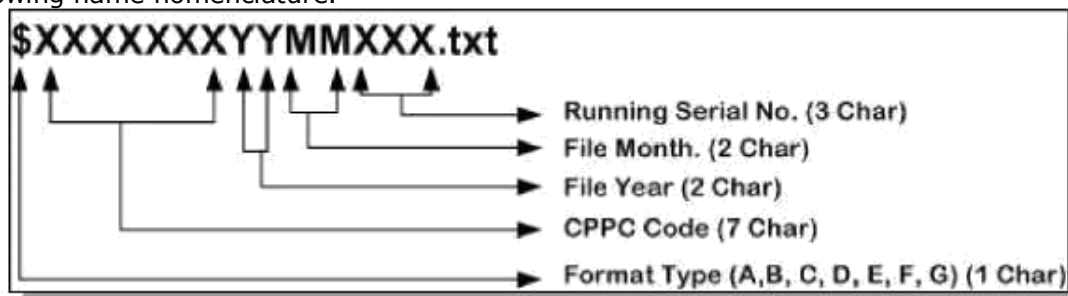 owing name nomenclature.
$XXXXXXXYYMMXXX.txt
Running Serial No. (3 Char)
File Month. (2 Char)
File Year (2 Char)
CPPC Code (7 Char)
Format Type (A,B, C, D, E, F, G) (1 Char)